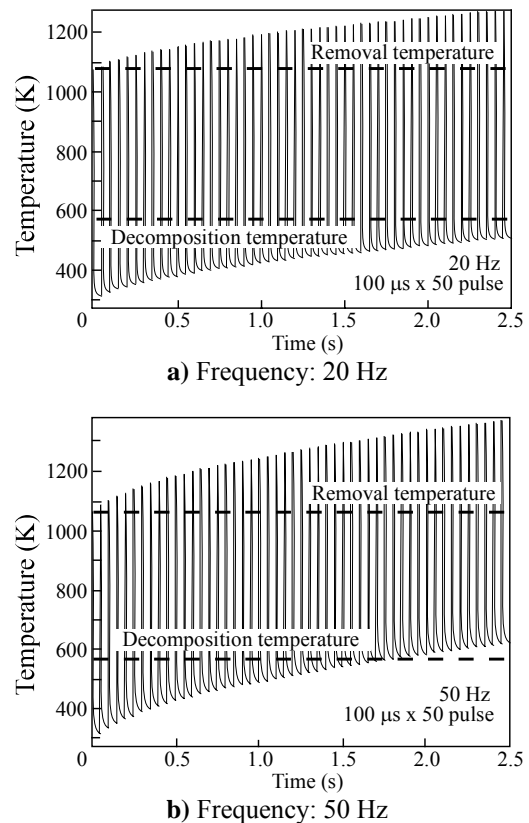 1200
1000
800
600
400
Temperature (K)
Removal temperature
Decomposition temperature
20 Hz
100 μs x 50 pulse
0 0.5 1.0 1.5 2.0 2.5
Time (s)
a) Frequency: 20 Hz
1200
1000
800
600
400
Temperature (K)
Removal temperature
Decomposition temperature
50 Hz
100 μs x 50 pulse
0.0 0.5 1.0 1.5 2.0 2.5
Time (s)
b) Frequency: 50 Hz